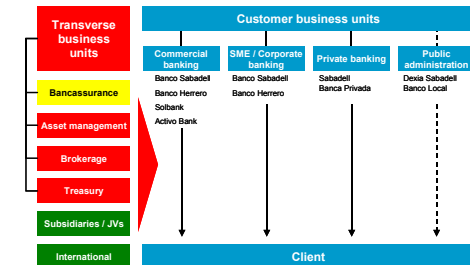 Transverse
business
units
Bancassurance
Asset management
Brokerage
Treasury
Subsidiaries / JVs
International
Customer business units
Commercial
banking
Banco Sabadell
Banco Herrero
Solbank
Activo Bank
SME / Corporate
banking
Banco Sabadell
Banco Herrero
Private banking
Sabadell
Banca Privada
Public
administration
Dexia Sabadell
Banco Local
Client